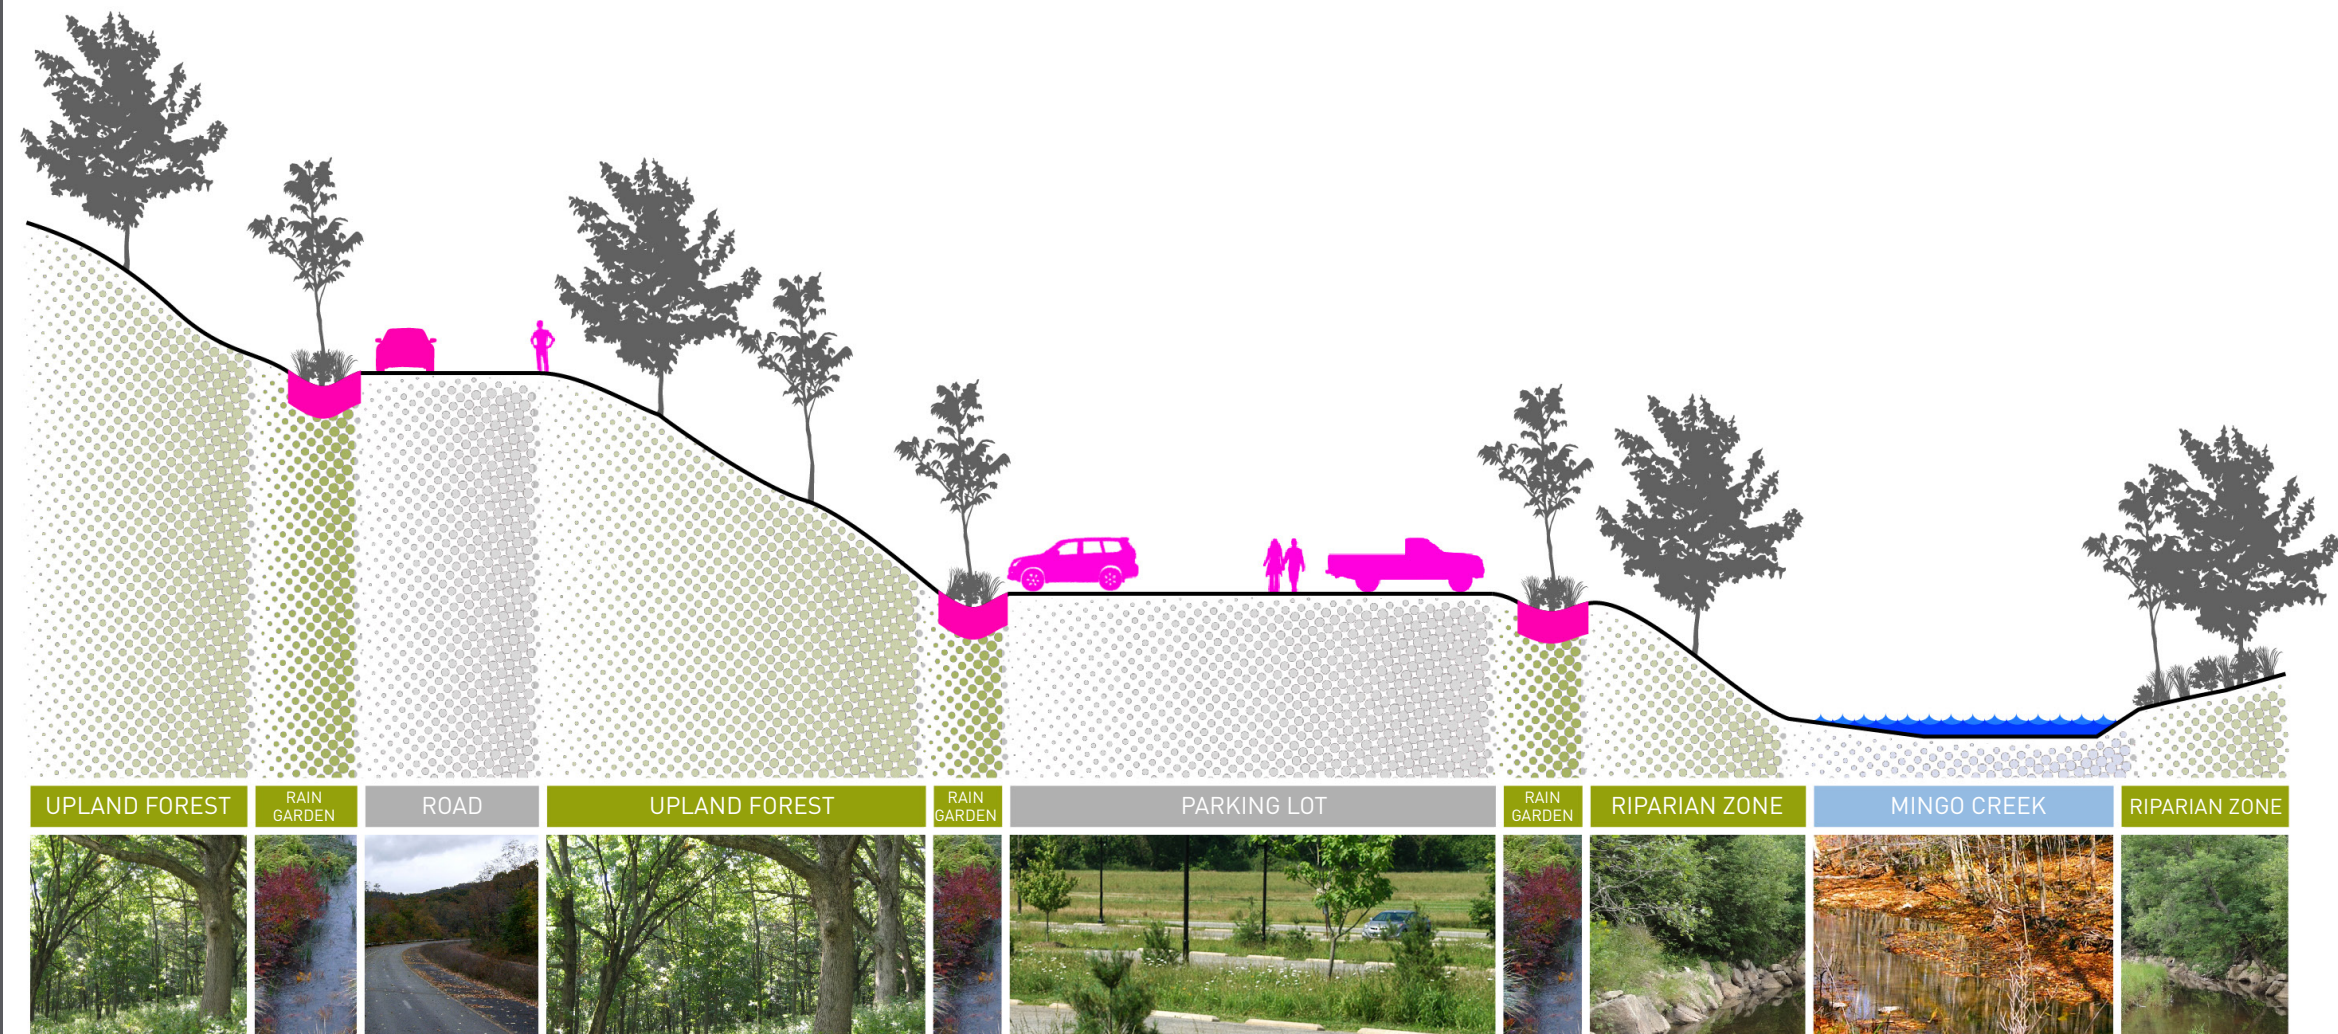 UPLAND FOREST
RAIN
GARDEN
ROAD
UPLAND FOREST
RAIN
GARDEN
PARKING LOT
RAIN
GARDEN
RIPARIAN ZONE
MINGO CREEK
RIPARIAN ZONE